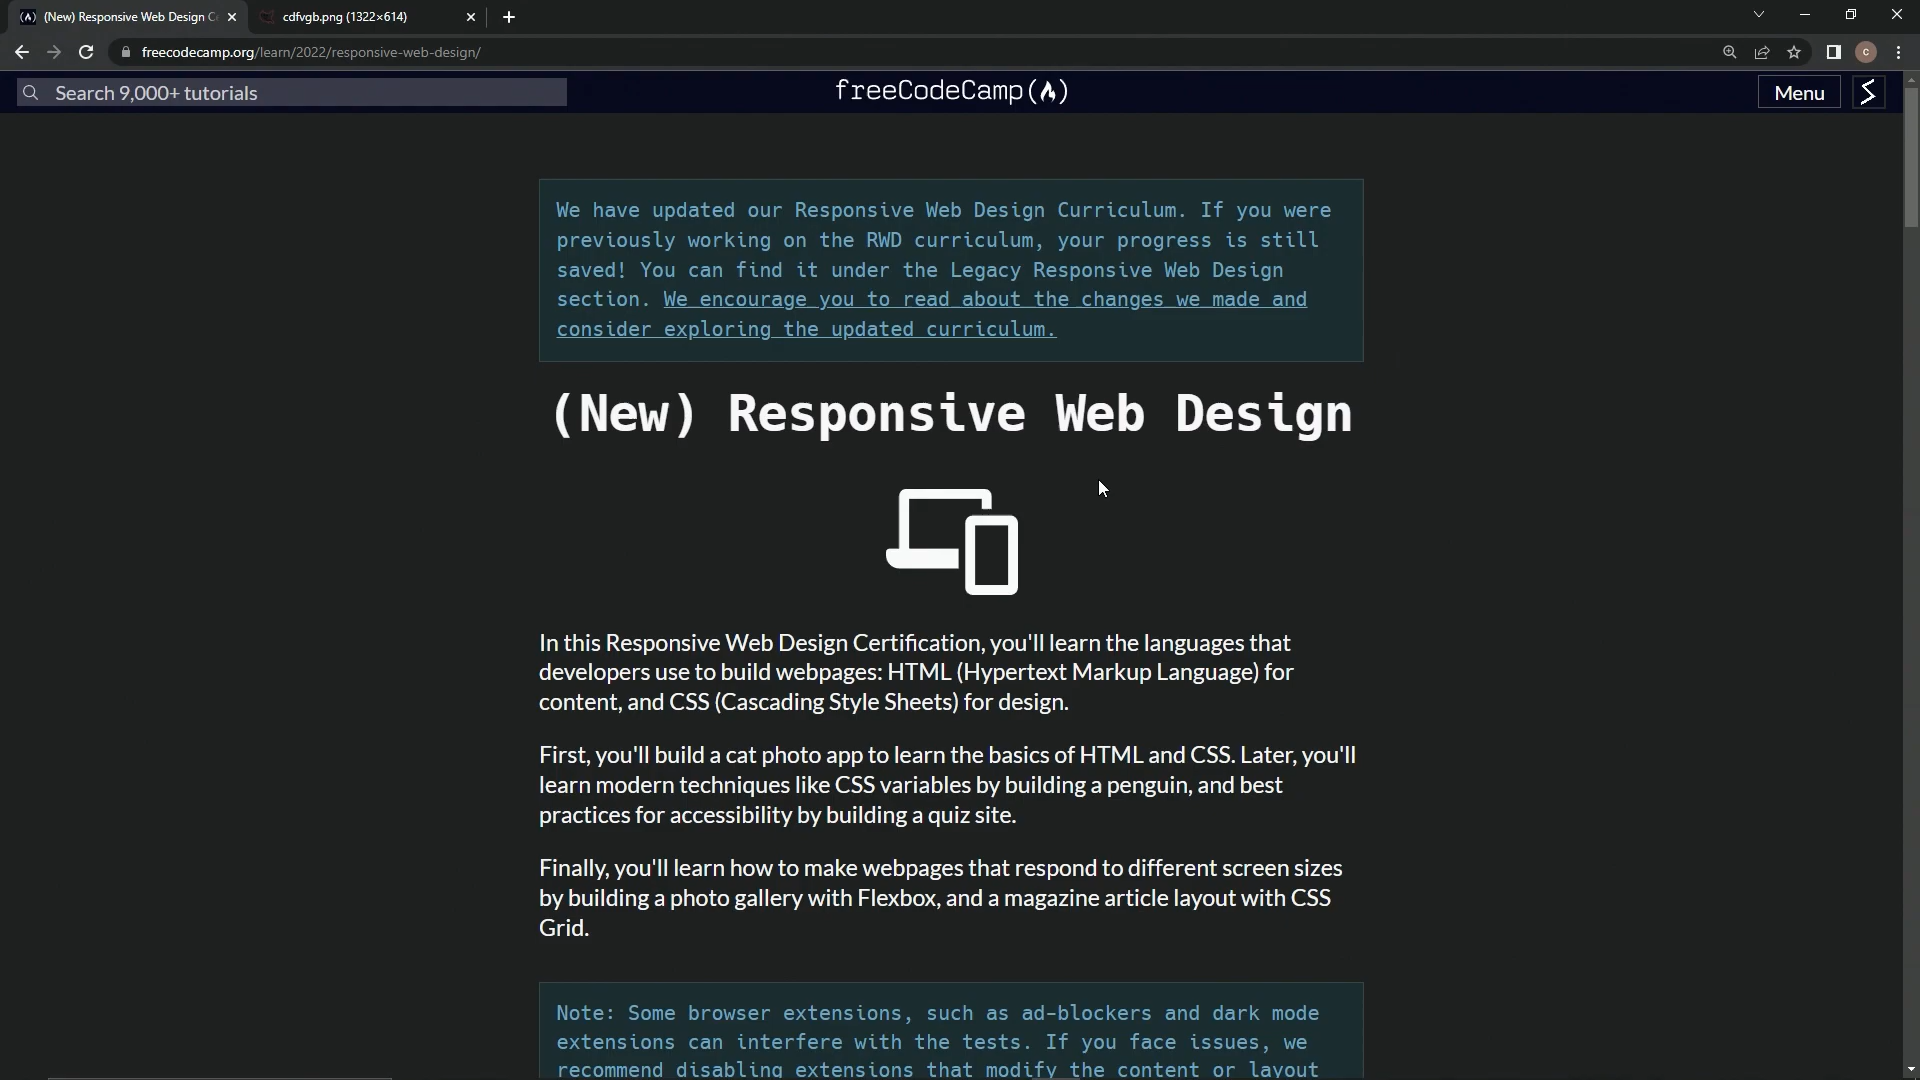 (New) Responsive Web Design C
cdfvgb.png (1322×614)
freecodecamp.org/learn/2022/responsive-web-design/
C
Search 9,000+ tutorials
freeCodeCamp
Menu
We have updated our Responsive Web Design Curriculum. If you were
previously working on the RWD curriculum, your progress is still
saved! You can find it under the Legacy Responsive Web Design
section. We encourage you to read about the changes we made and
consider exploring the updated curriculum.
(New) Responsive Web Design
In this Responsive Web Design Certification, you'll learn the languages that
developers use to build webpages: HTML (Hypertext Markup Language) for
content, and CSS (Cascading Style Sheets) for design.
First, you'll build a cat photo app to learn the basics of HTML and CSS. Later, you'll
learn modern techniques like CSS variables by building a penguin, and best
practices for accessibility by building a quiz site.
Finally, you'll learn how to make webpages that respond to different screen sizes
by building a photo gallery with Flexbox, and a magazine article layout with CSS
Grid.
Note: Some browser extensions, such as ad-blockers and dark mode
extensions can interfere with the tests. If you face issues, we
recommend disabling extensions that modify the content or layout